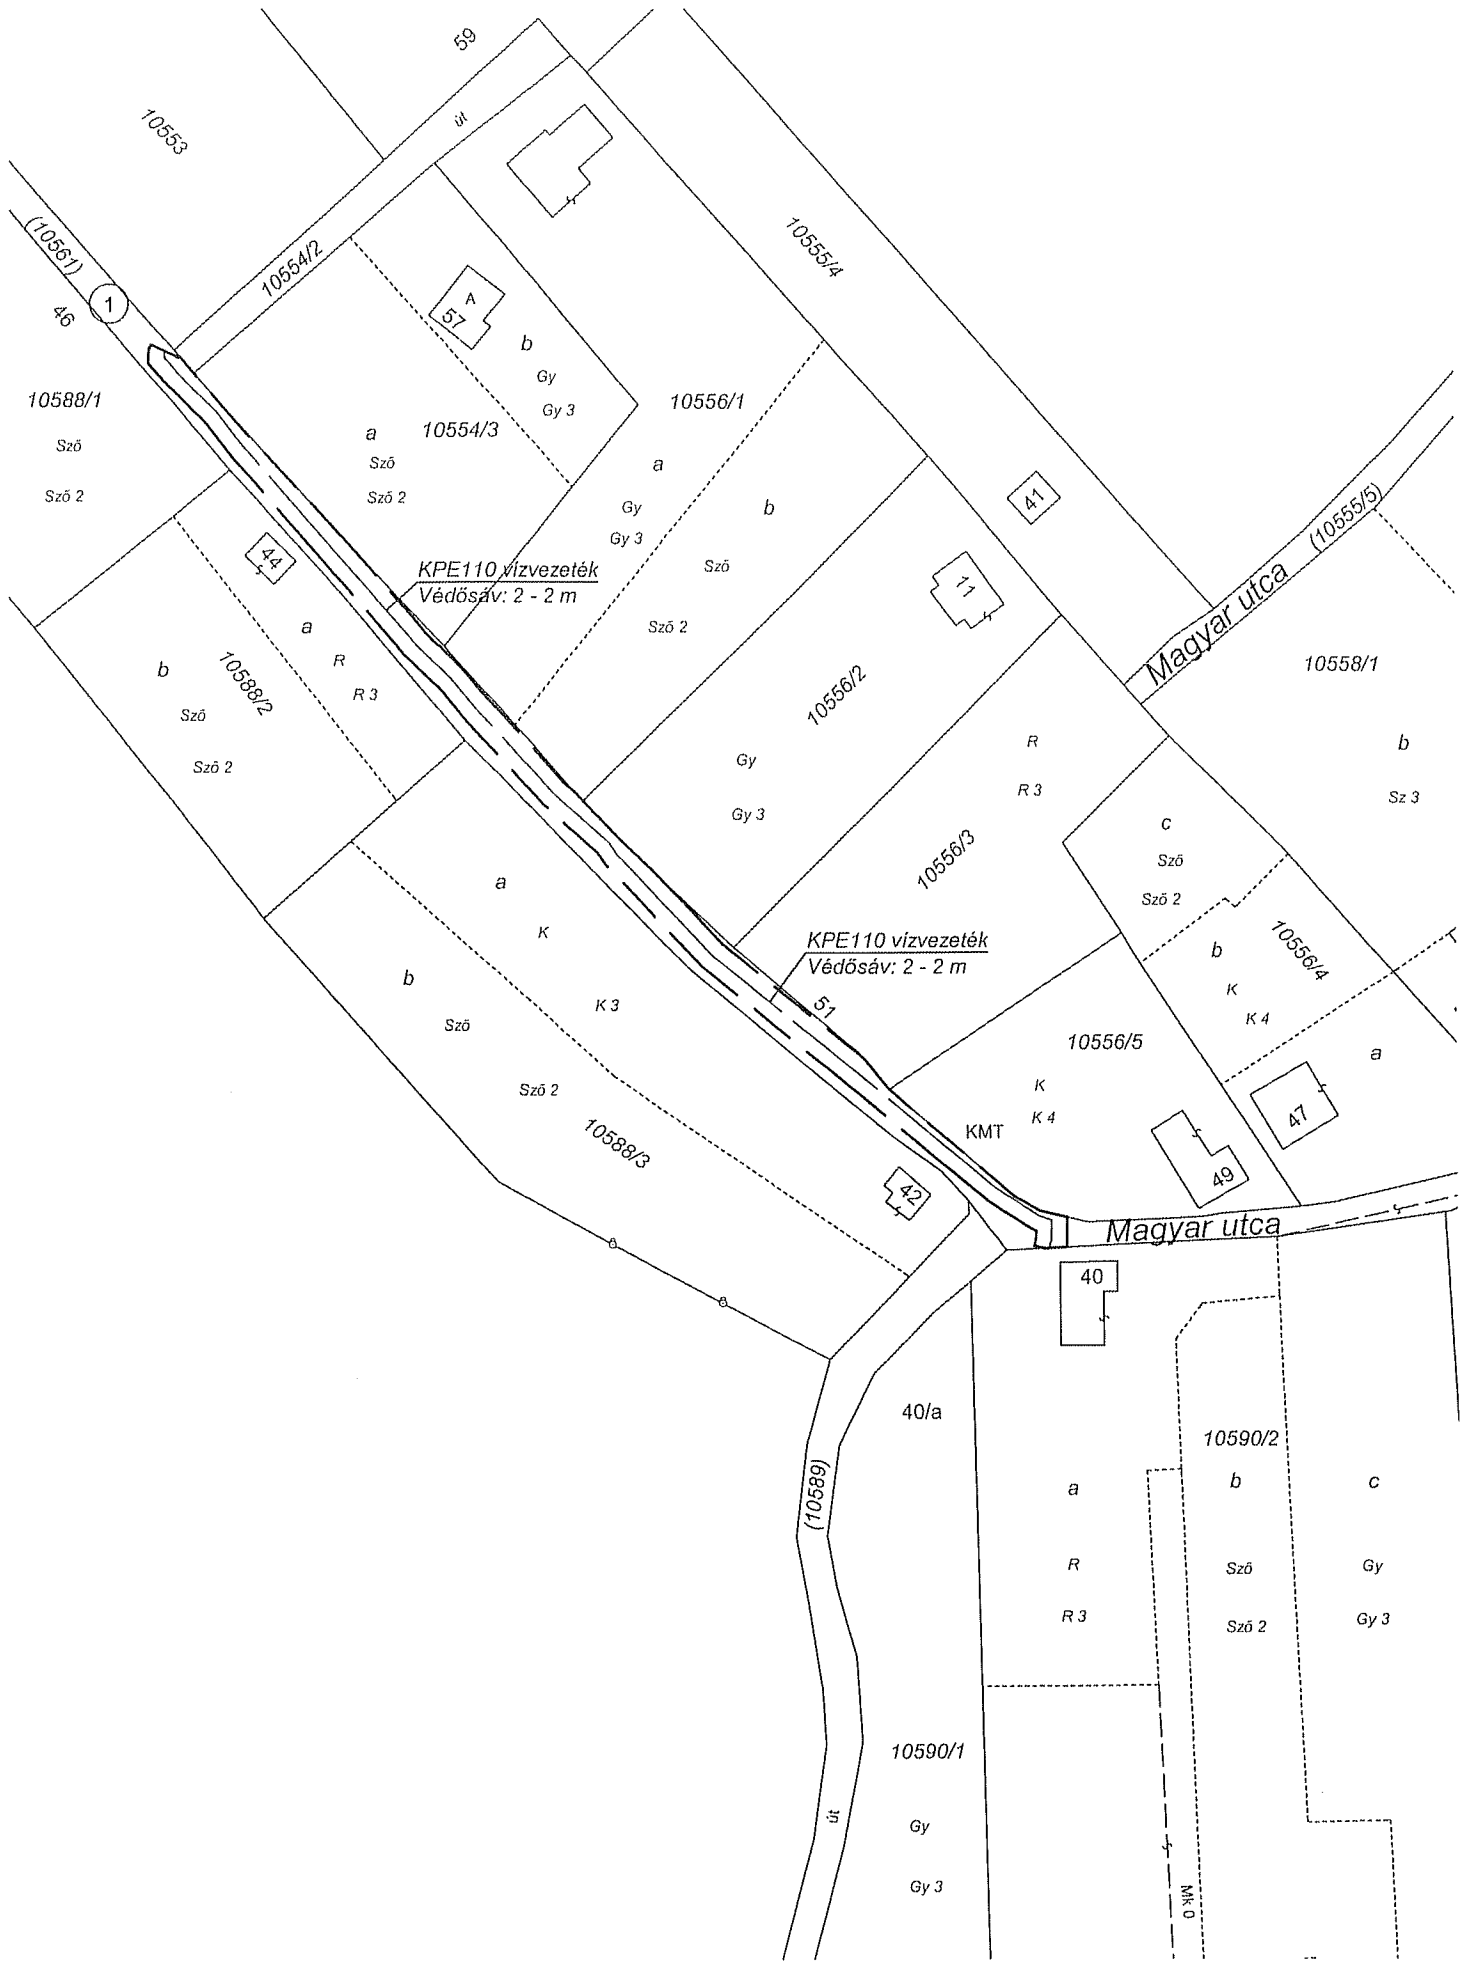 59
10553
út
(10561)
10554/2
10555/4
1
46
A
57
b
Gy
Gy 3
10588/1
Sző
Sző 2
10556/1
a
10554/3
Sző
Sző 2
a
Gy
Gy 3
b
Sző
Sző 2
41
(10555/5)
44
KPE110 vízvezeték
Védősáv: 2 - 2 m
11
Magyar utca
a
R
R 3
10588/2
b
Sző
Sző 2
10556/2
Gy
Gy 3
10558/1
b
Sz 3
R
R 3
10556/3
c
Sző
Sző 2
a
K
K 3
b
Sző
Sző 2
10588/3
KPE110 vízvezeték
Védősáv: 2 - 2 m
51
10556/4
b
K
K 4
a
10556/5
K
K 4
KMT
47
49
42
Magyar utca
40
40/a
(10589)
10590/2
a
b
c
R
R 3
Sző
Sző 2
Gy
Gy 3
10590/1
út
Gy
Gy 3
Mk 0